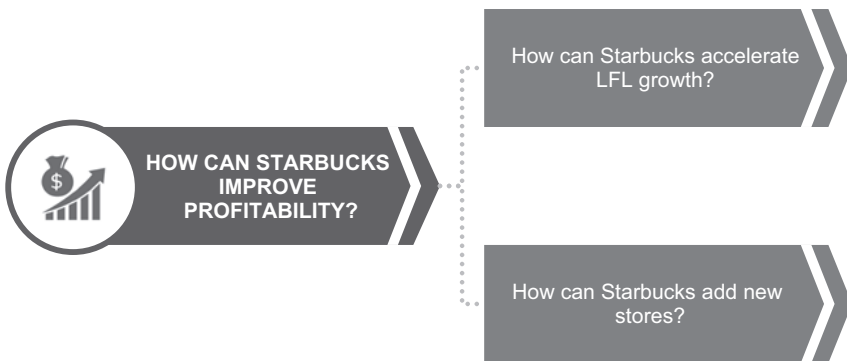 How can Starbucks accelerate
LFL growth?
HOW CAN STARBUCKS
IMPROVE
PROFITABILITY?
$
How can Starbucks add new
stores?